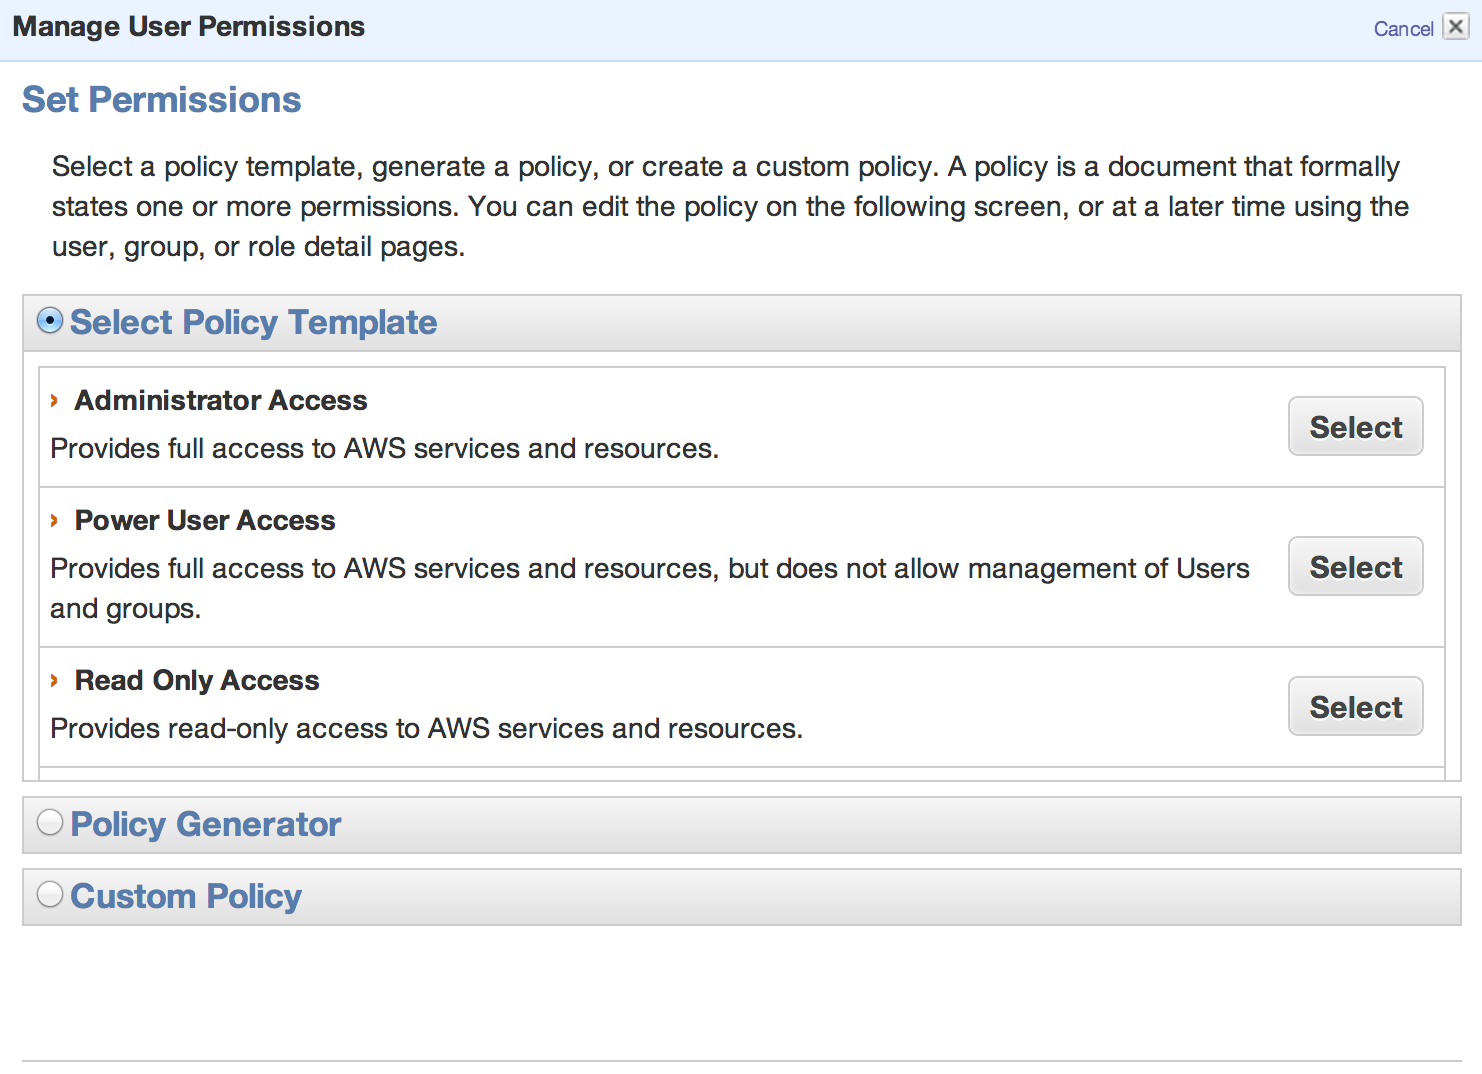 Manage User Permissions
Cancel
Set Permissions
Select a policy template, generate a policy, or create a custom policy. A policy is a document that formally
states one or more permissions. You can edit the policy on the following screen, or at a later time using the
user, group, or role detail pages.
Select Policy Template
Administrator Access
Provides full access to AWS services and resources.
Select
Power User Access
Provides full access to AWS services and resources, but does not allow management of Users
and groups.
Select
Read Only Access
Provides read-only access to AWS services and resources.
Select
Policy Generator
Custom Policy